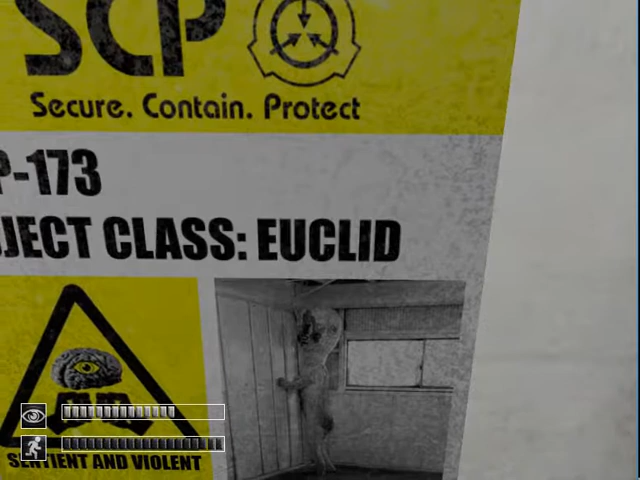 SCP
Secure. Contain. Protect
P-173
JECT CLASS: EUCLID
SENTIENT AND VIOLENT